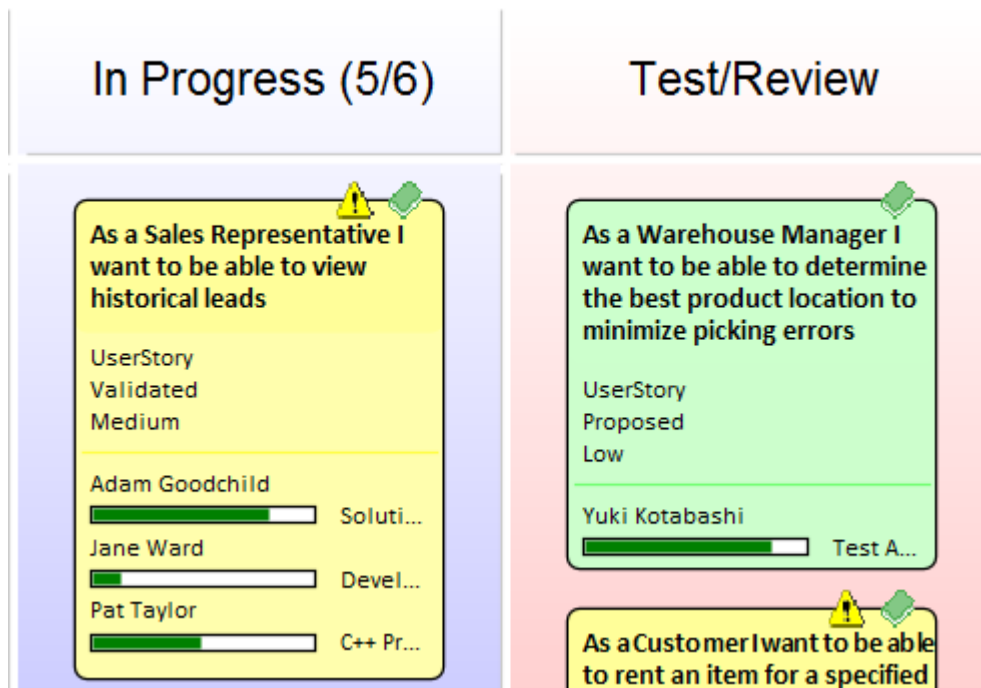 In Progress (5/6)
As a Sales Representative I
want to be able to view
historical leads
UserStory
Validated
Medium
Adam Goodchild
Soluti...
Jane Ward
Devel...
Pat Taylor
C++ Pr...
Test/Review
As a Warehouse Manager I
want to be able to determine
the best product location to
minimize picking errors
UserStory
Proposed
Low
Yuki Kotabashi
Test A...
As a Customer I want to be able
to rent an item for a specified